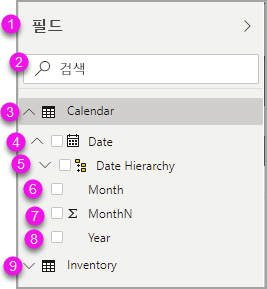 1 필드
2 검색
3 Calendar
4 Date
5 Date Hierarchy
6 Month
7 Σ MonthN
8 Year
9 Inventory